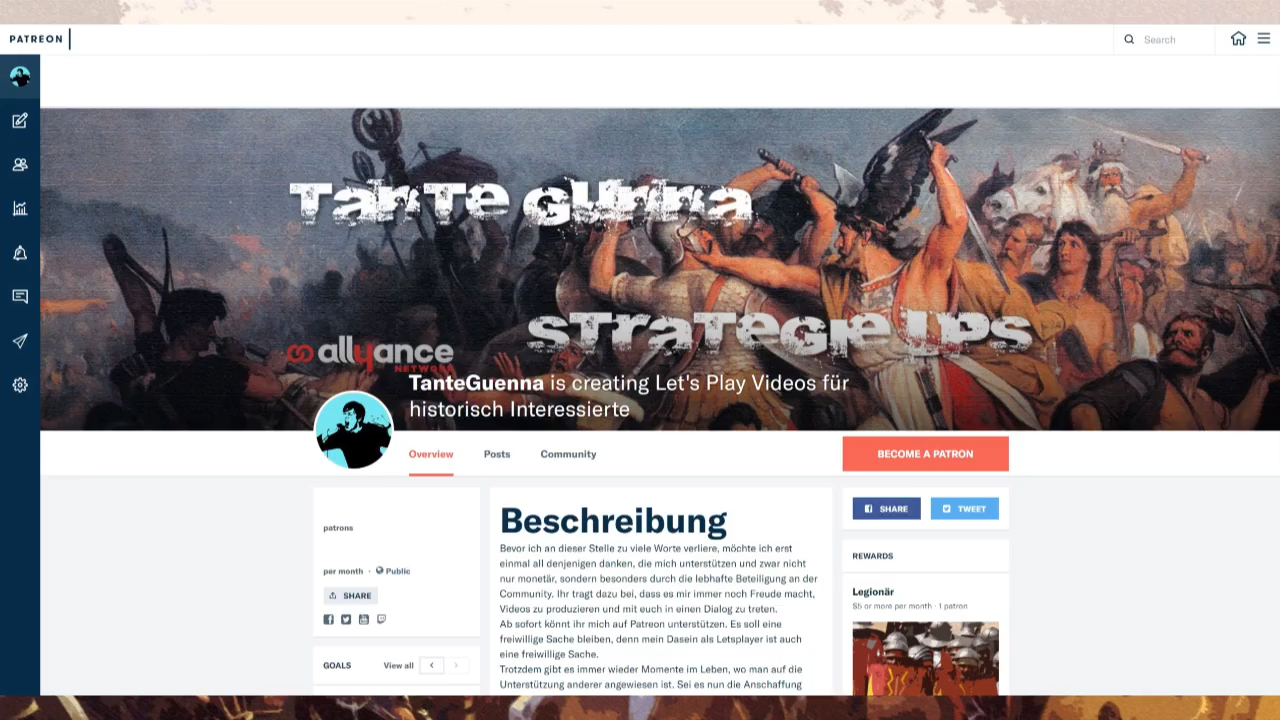 PATREON
Search
TANTE GUNNA
STRATEGIE LPS
allyance
NETWORK
TanteGuenna is creating Let's Play Videos für
historisch Interessierte
Overview
Posts
Community
BECOME A PATRON
patrons
per month · Public
SHARE
GOALS
View all
Beschreibung
Bevor ich an dieser Stelle zu viele Worte verliere, möchte ich erst
einmal all denjenigen danken, die mich unterstützen und zwar nicht
nur monetär, sondern besonders durch die lebhafte Beteiligung an der
Community. Ihr tragt dazu bei, dass es mir immer noch Freude macht,
Videos zu produzieren und mit euch in einen Dialog zu treten.
Ab sofort könnt ihr mich auf Patreon unterstützen. Es soll eine
freiwillige Sache bleiben, denn mein Dasein als Letsplayer ist auch
eine freiwillige Sache.
Trotzdem gibt es immer wieder Momente im Leben, wo man auf die
Unterstützung anderer angewiesen ist. Sei es nun die Anschaffung
SHARE
TWEET
REWARDS
Legionär
$5 or more per month · 1 patron